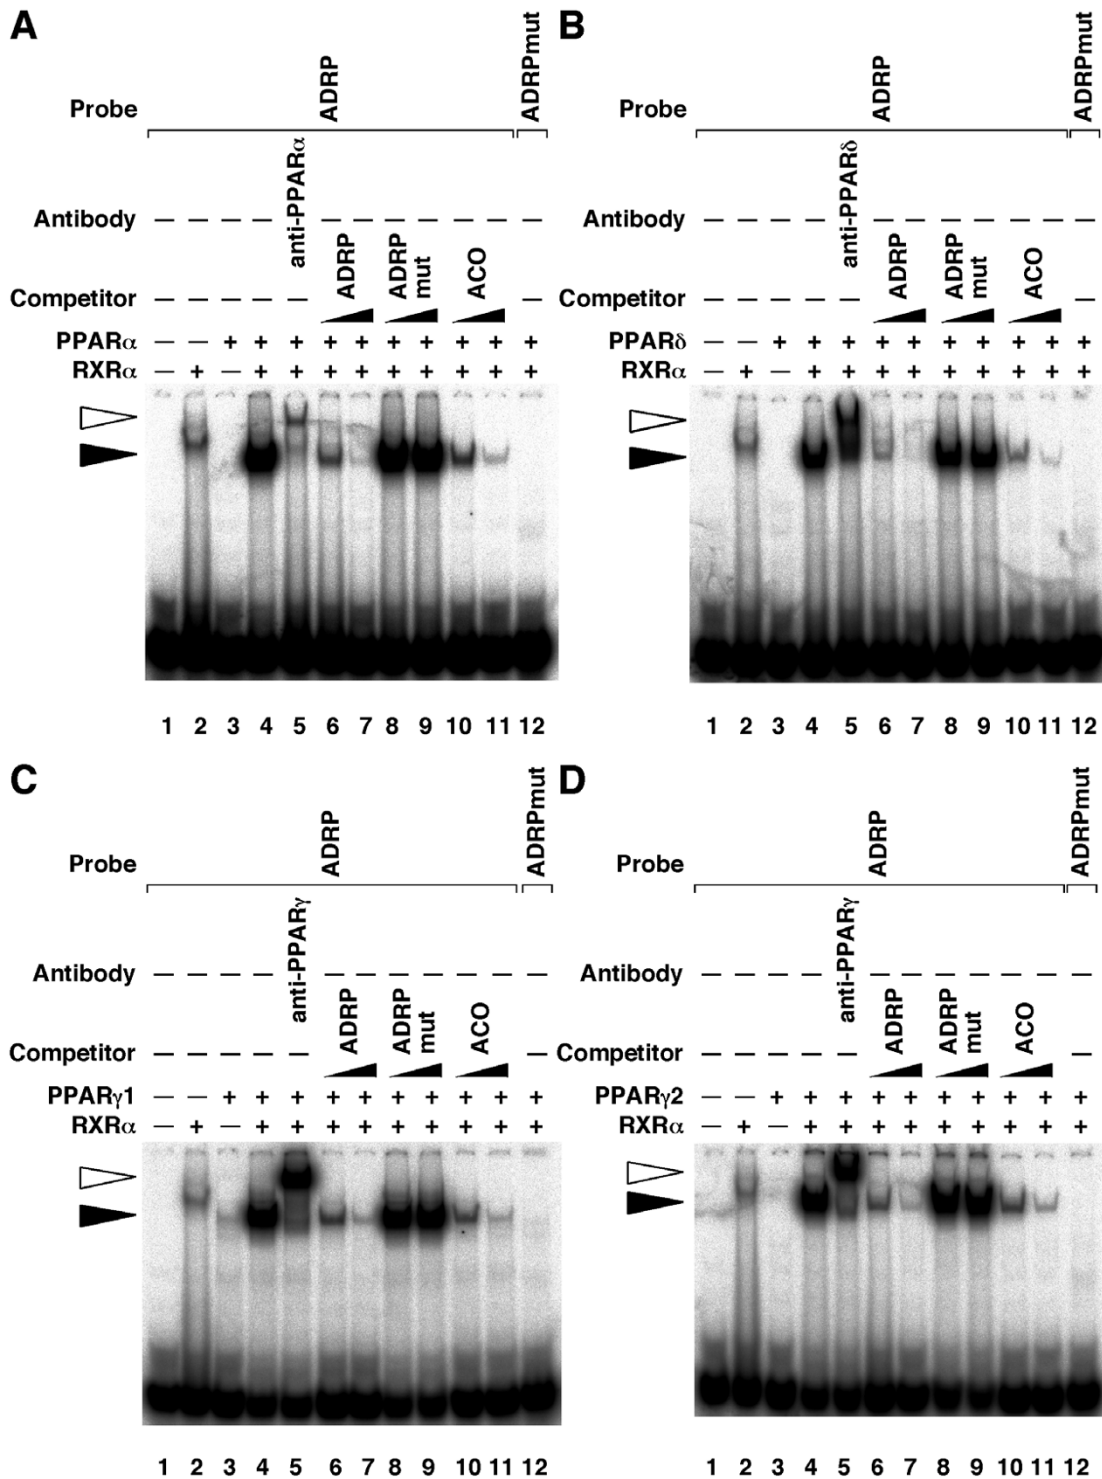 A
Probe
ADRP
ADRPmut
Antibody
— — — — anti-PPARα — — — — — — —
Competitor
— — — — — ADRP ADRP mut ACO —
PPARα — — + + + + + + + + + +
RXRα — + — + + + + + + + + +
1 2 3 4 5 6 7 8 9 10 11 12
B
Probe
ADRP
ADRPmut
Antibody
— — — — anti-PPARδ — — — — — — —
Competitor
— — — — — ADRP ADRP mut ACO —
PPARδ — — + + + + + + + + + +
RXRα — + — + + + + + + + + +
1 2 3 4 5 6 7 8 9 10 11 12
C
Probe
ADRP
ADRPmut
Antibody
— — — — anti-PPARγ — — — — — — —
Competitor
— — — — — ADRP ADRP mut ACO —
PPARγ1 — — + + + + + + + + + +
RXRα — + — + + + + + + + + +
1 2 3 4 5 6 7 8 9 10 11 12
D
Probe
ADRP
ADRPmut
Antibody
— — — — anti-PPARγ — — — — — — —
Competitor
— — — — — ADRP ADRP mut ACO —
PPARγ2 — — + + + + + + + + + +
RXRα — + — + + + + + + + + +
1 2 3 4 5 6 7 8 9 10 11 12